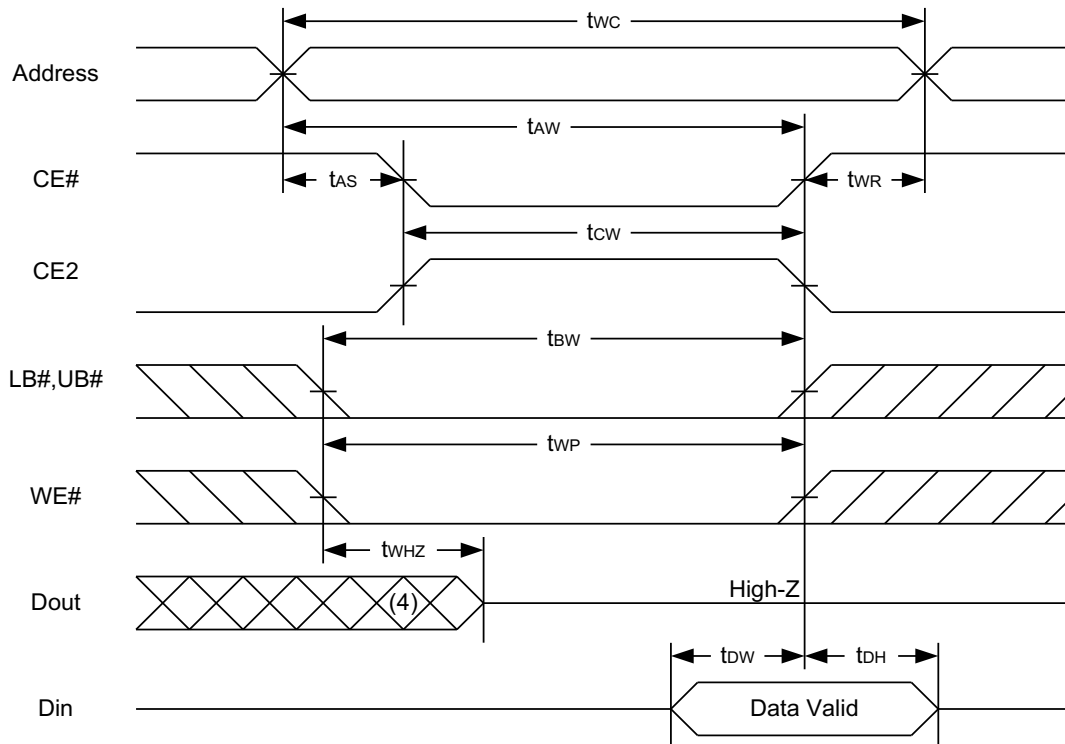 tWC
Address
tAW
CE#
tAS
tWR
tCW
CE2
tBW
LB#,UB#
tWP
WE#
tWHZ
Dout
(4)
High-Z
tDW
tDH
Din
Data Valid